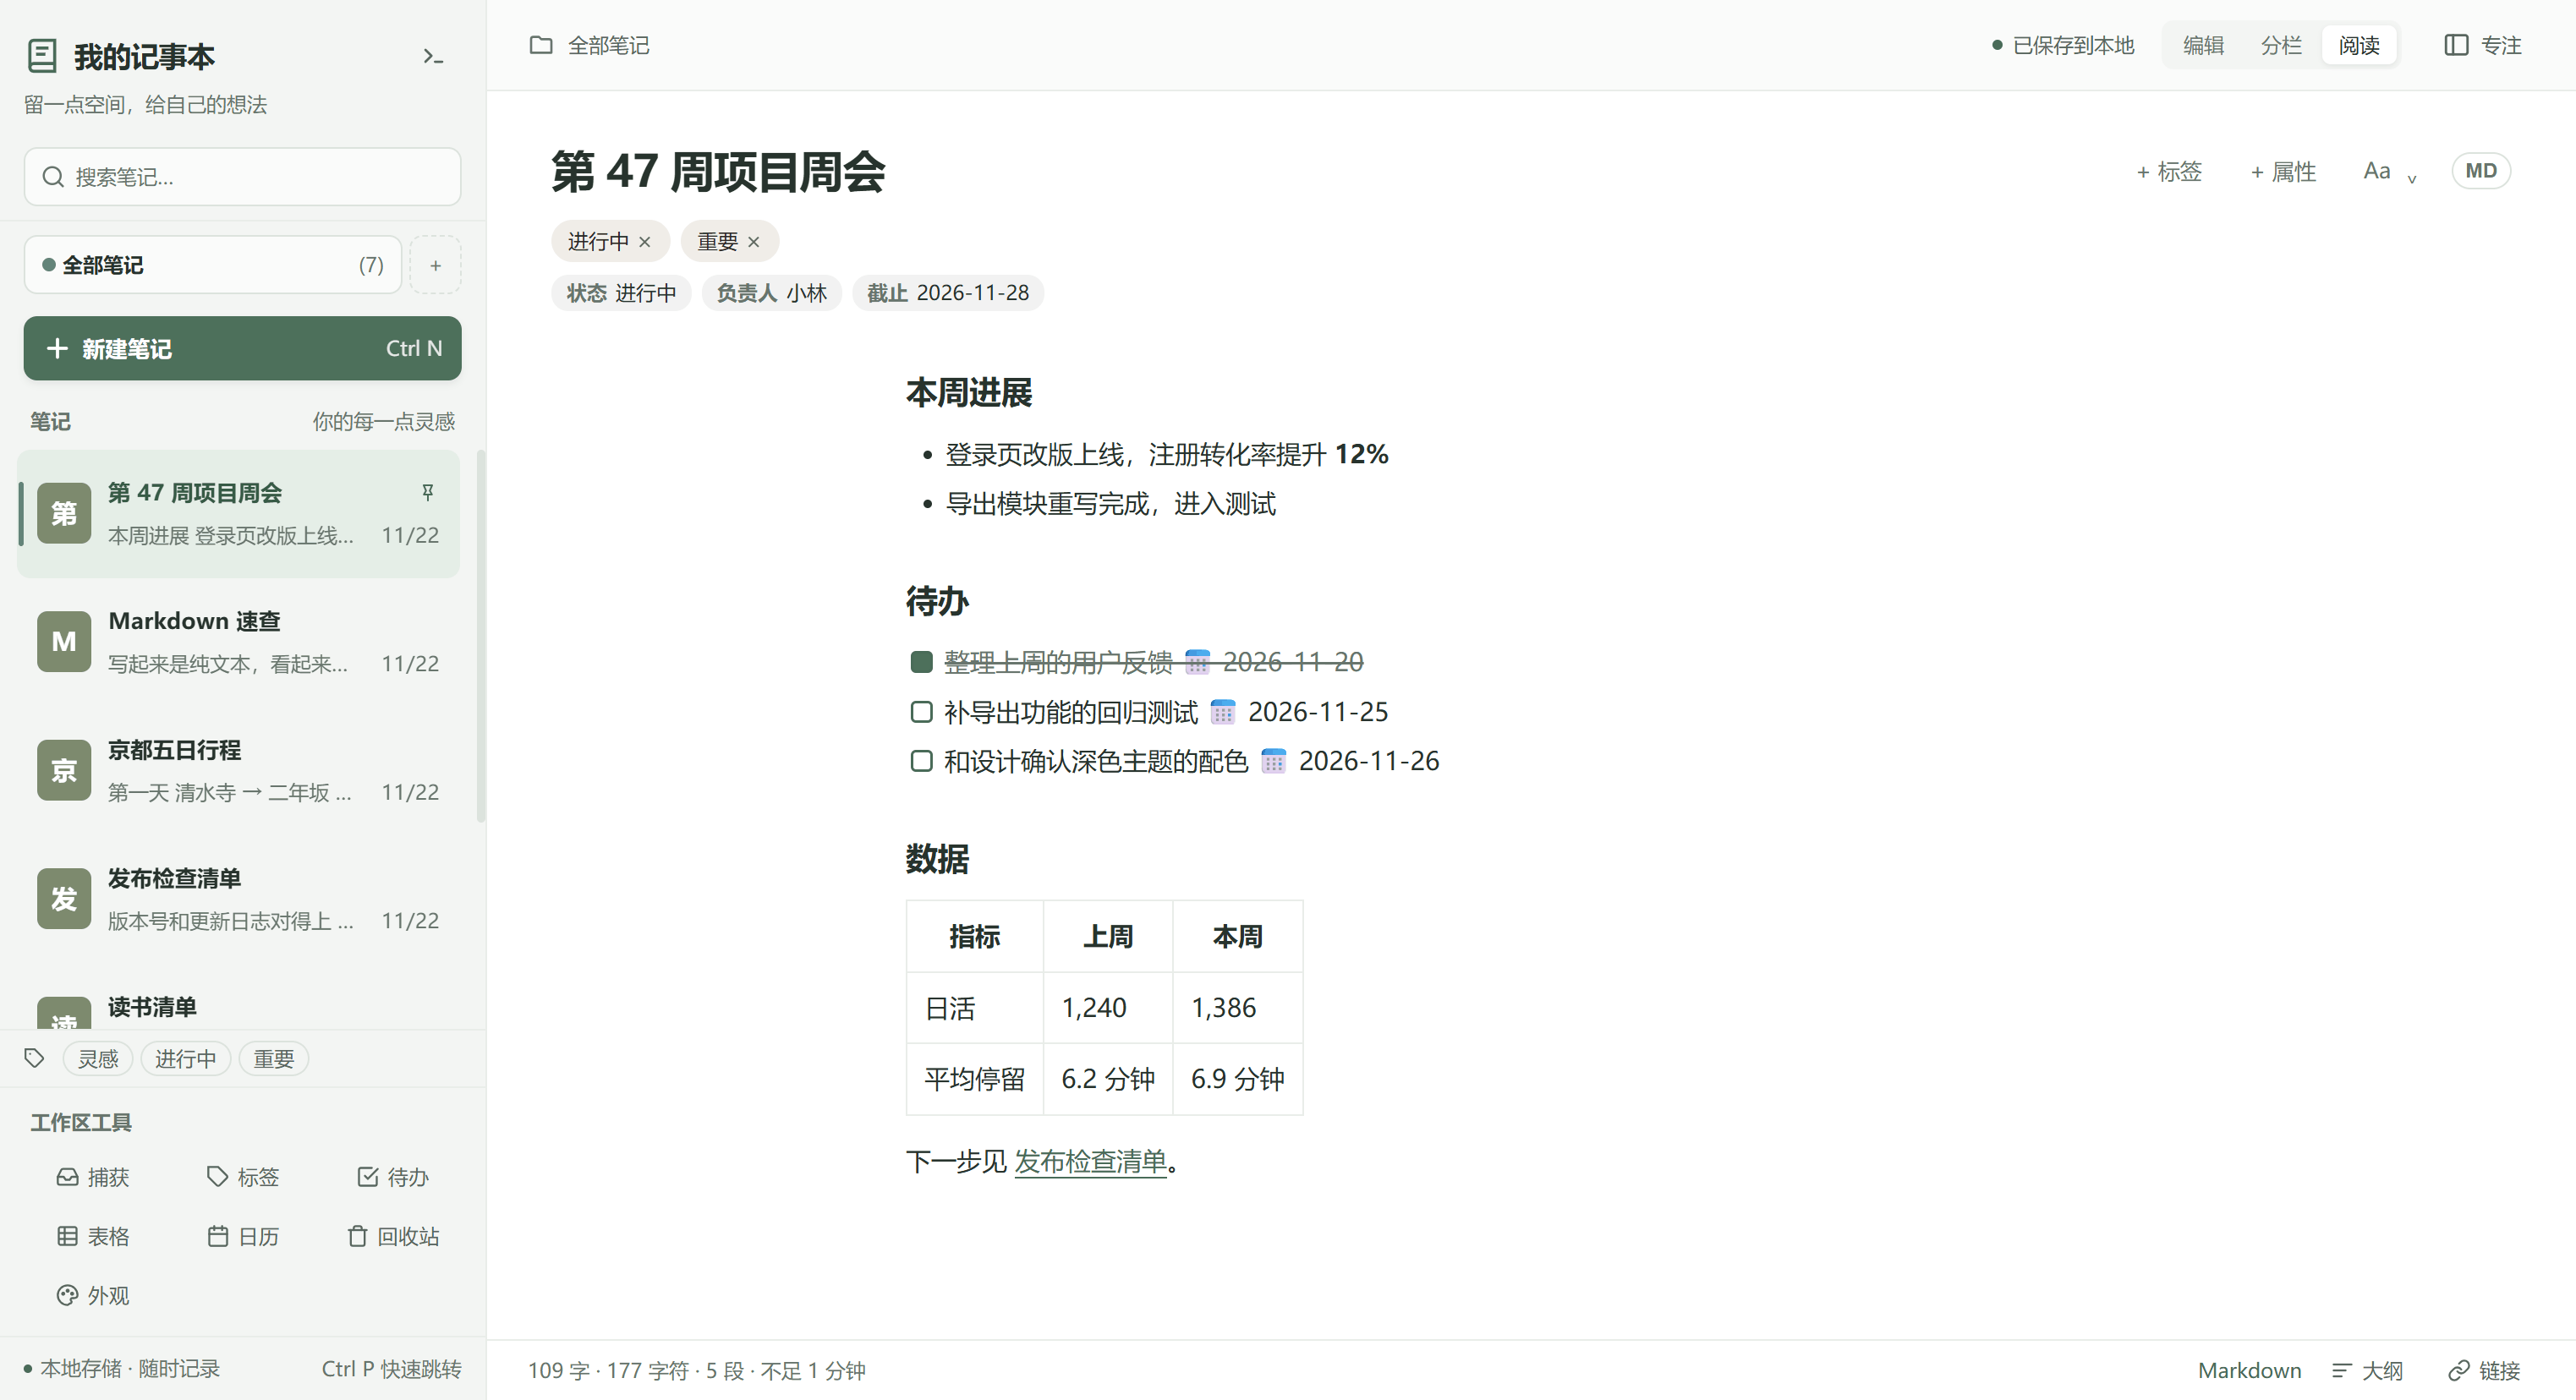 我的记事本
留一点空间，给自己的想法
搜索笔记...
全部笔记 (7) +
新建笔记 Ctrl N
笔记 你的每一点灵感
第 第 47 周项目周会
本周进展 登录页改版上线... 11/22
M Markdown 速查
写起来是纯文本，看起来... 11/22
京 京都五日行程
第一天 清水寺 → 二年坂 ... 11/22
发 发布检查清单
版本号和更新日志对得上 ... 11/22
读 读书清单
灵感 进行中 重要
工作区工具
捕获 标签 待办
表格 日历 回收站
外观
本地存储 · 随时记录 Ctrl P 快速跳转
全部笔记 已保存到本地 编辑 分栏 阅读 专注
第 47 周项目周会 + 标签 + 属性 Aa MD
进行中 × 重要 ×
状态 进行中 负责人 小林 截止 2026-11-28
本周进展
• 登录页改版上线，注册转化率提升 12%
• 导出模块重写完成，进入测试
待办
整理上周的用户反馈 📅 2026-11-20
补导出功能的回归测试 📅 2026-11-25
和设计确认深色主题的配色 📅 2026-11-26
数据
指标 上周 本周
日活 1,240 1,386
平均停留 6.2 分钟 6.9 分钟
下一步见 发布检查清单。
109 字 · 177 字符 · 5 段 · 不足 1 分钟 Markdown 大纲 链接